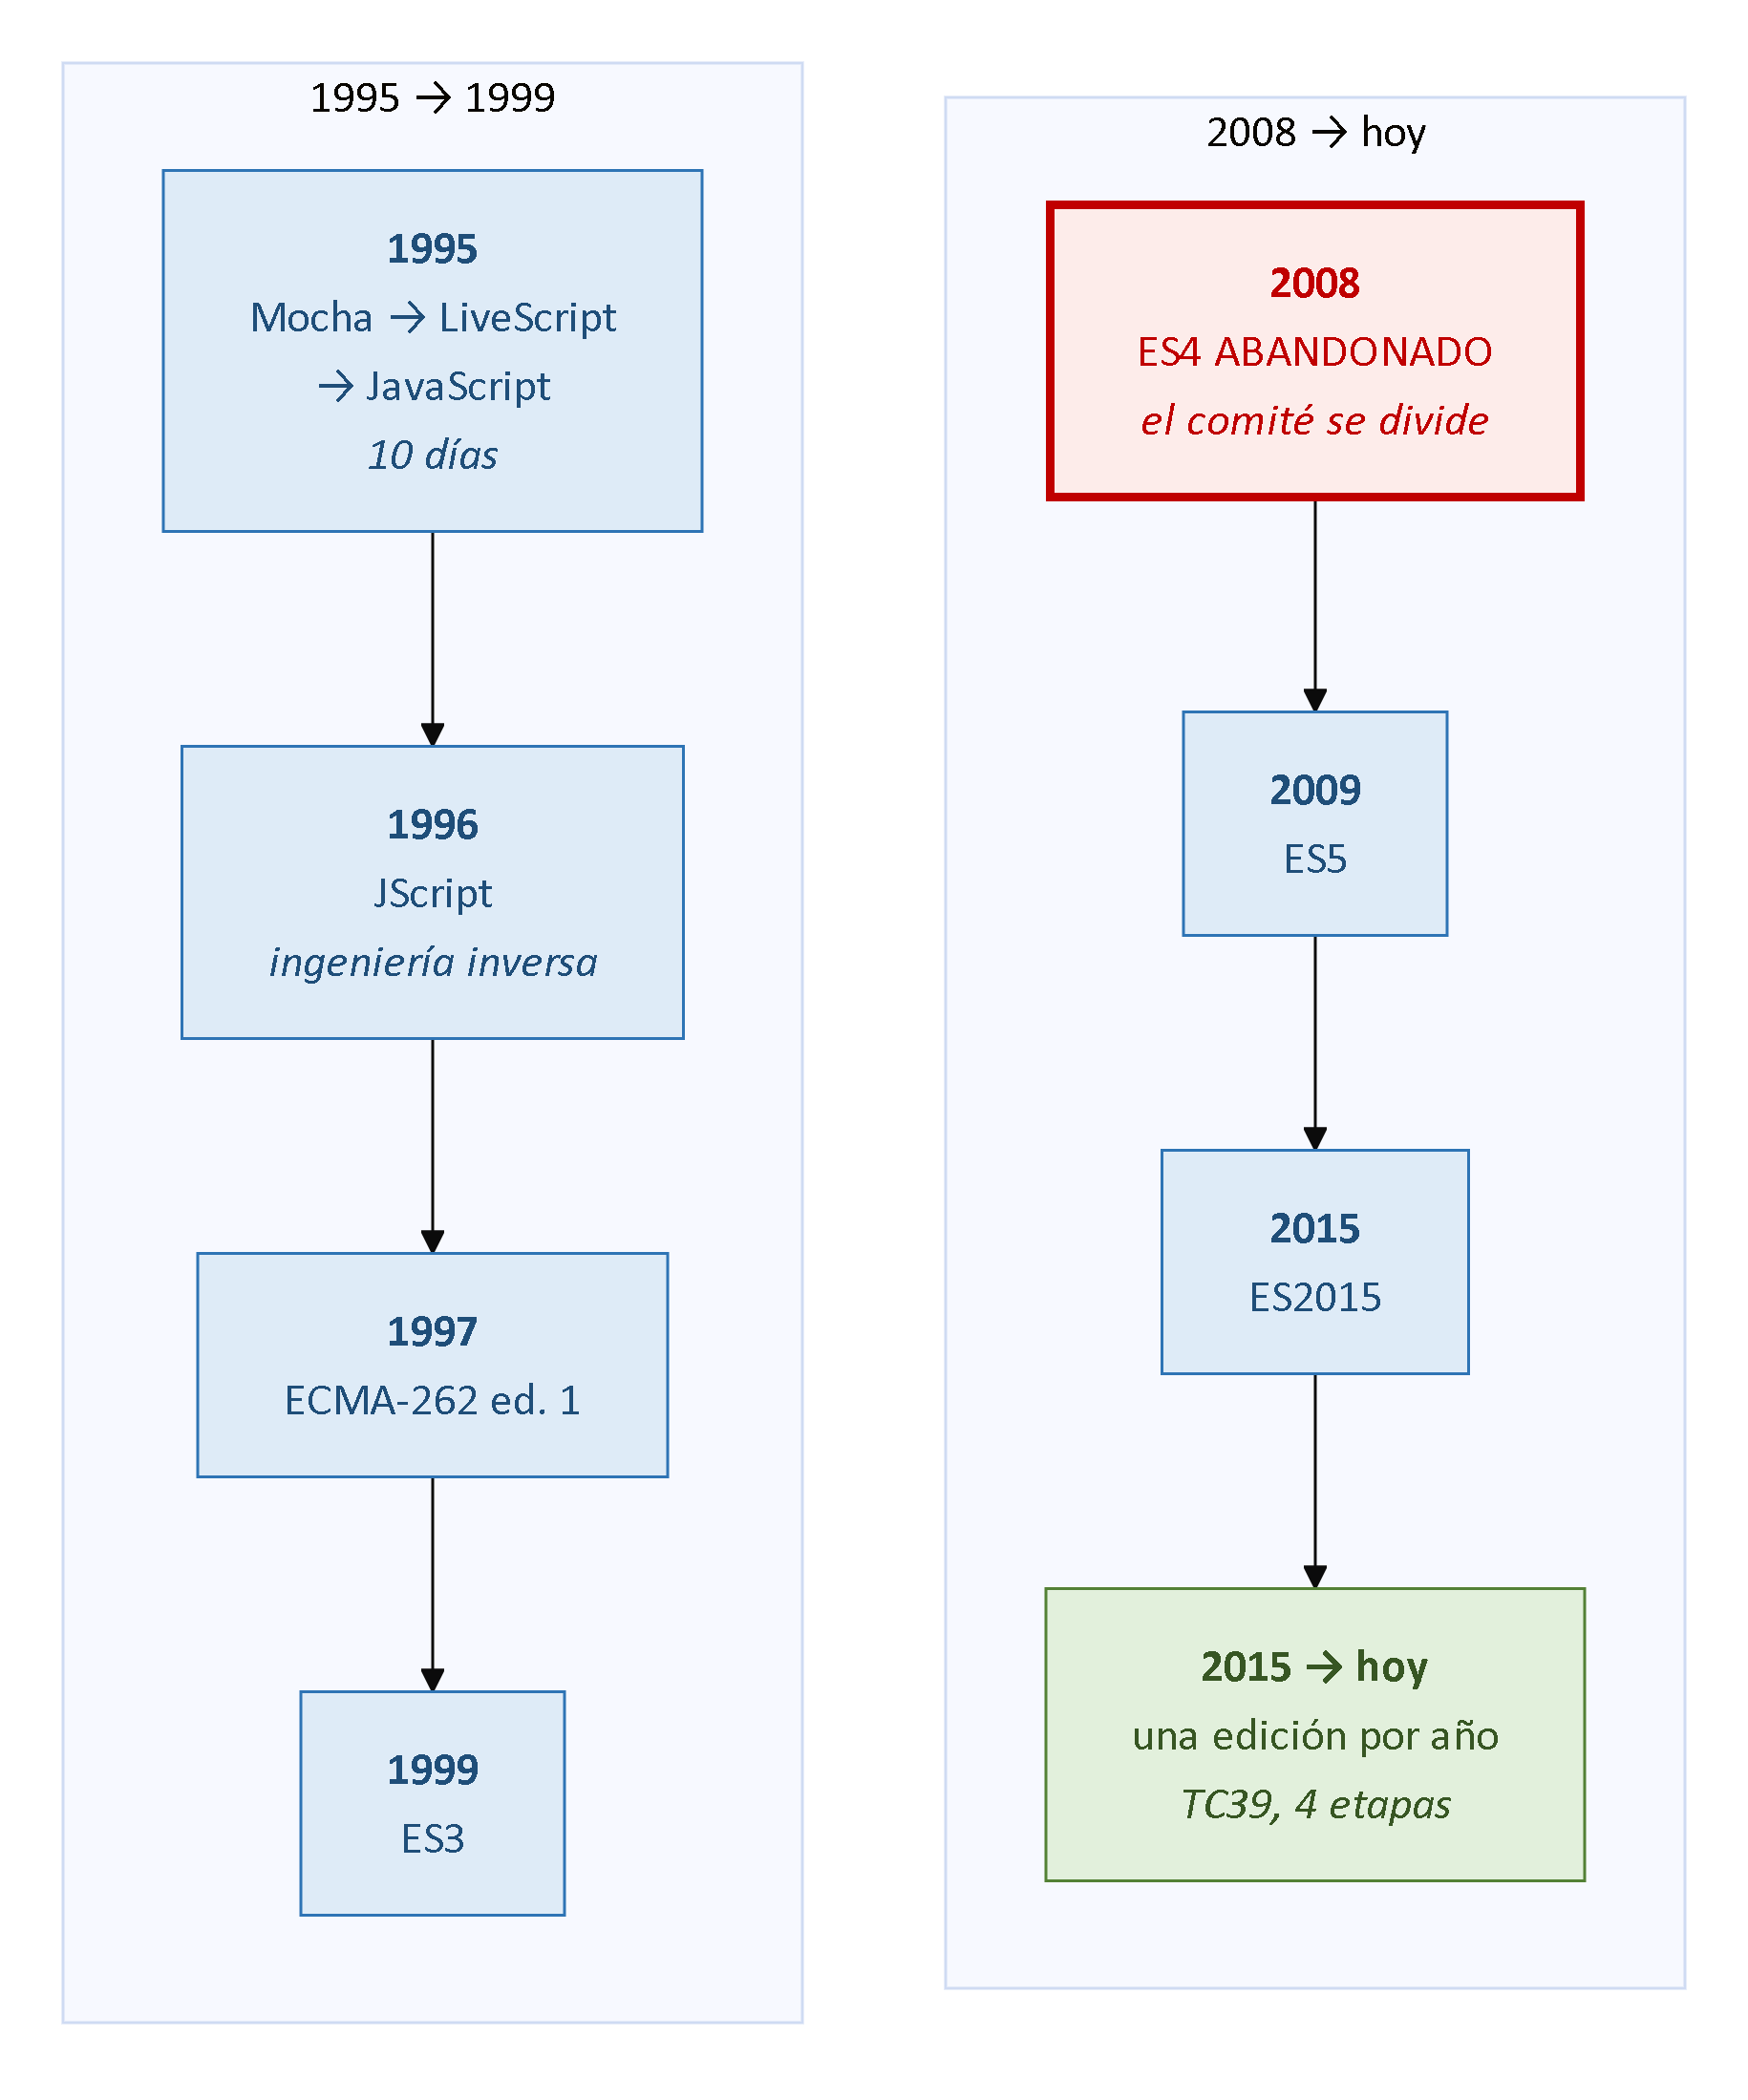 1995 → 1999
1995
Mocha → LiveScript
→ JavaScript
10 días
1996
JScript
ingeniería inversa
1997
ECMA-262 ed. 1
1999
ES3
2008 → hoy
2008
ES4 ABANDONADO
el comité se divide
2009
ES5
2015
ES2015
2015 → hoy
una edición por año
TC39, 4 etapas